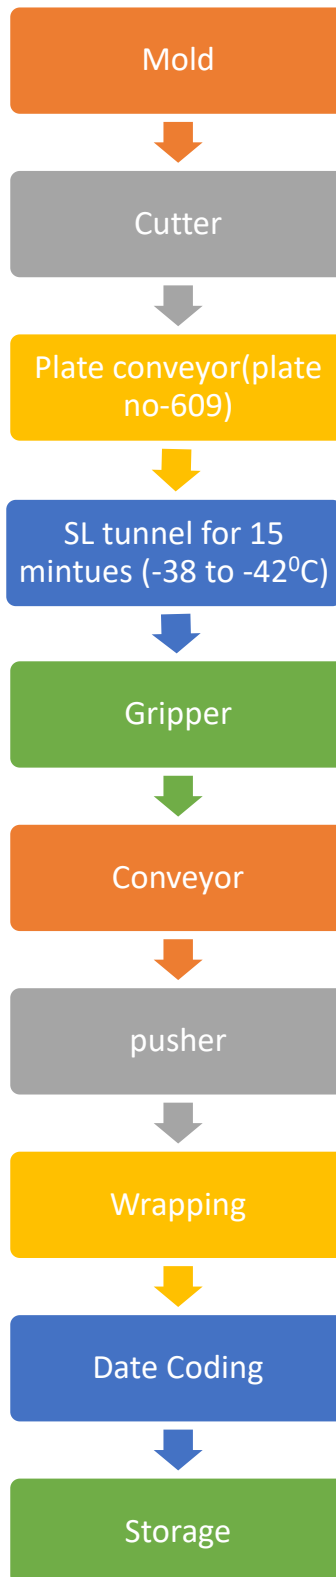 Mold
Cutter
Plate conveyor(plate
no-609)
SL tunnel for 15
mintues (-38 to -42⁰C)
Gripper
Conveyor
pusher
Wrapping
Date Coding
Storage